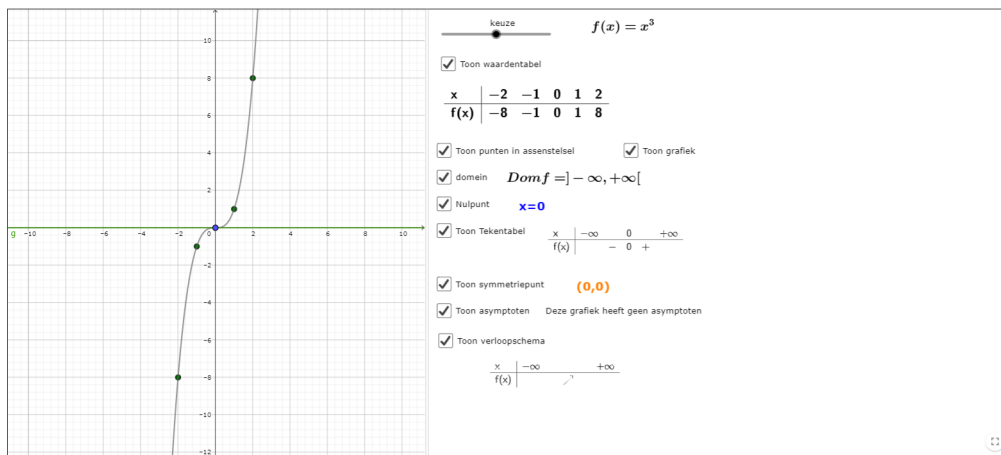 keuze
f(x) = x³
Toon waardentabel
x −2 −1 0 1 2
f(x) −8 −1 0 1 8
Toon punten in assenstelsel Toon grafiek
domein Dom f =]−∞,+∞[
Nulpunt x=0
Toon Tekentabel
x −∞ 0 +∞
f(x) − 0 +
Toon symmetriepunt (0,0)
Toon asymptoten Deze grafiek heeft geen asymptoten
Toon verloopschema
x −∞ +∞
f(x) ↗
10
8
6
4
2
g −10 −8 −6 −4 −2 0 2 4 6 8 10
−2
−4
−6
−8
−10
−12